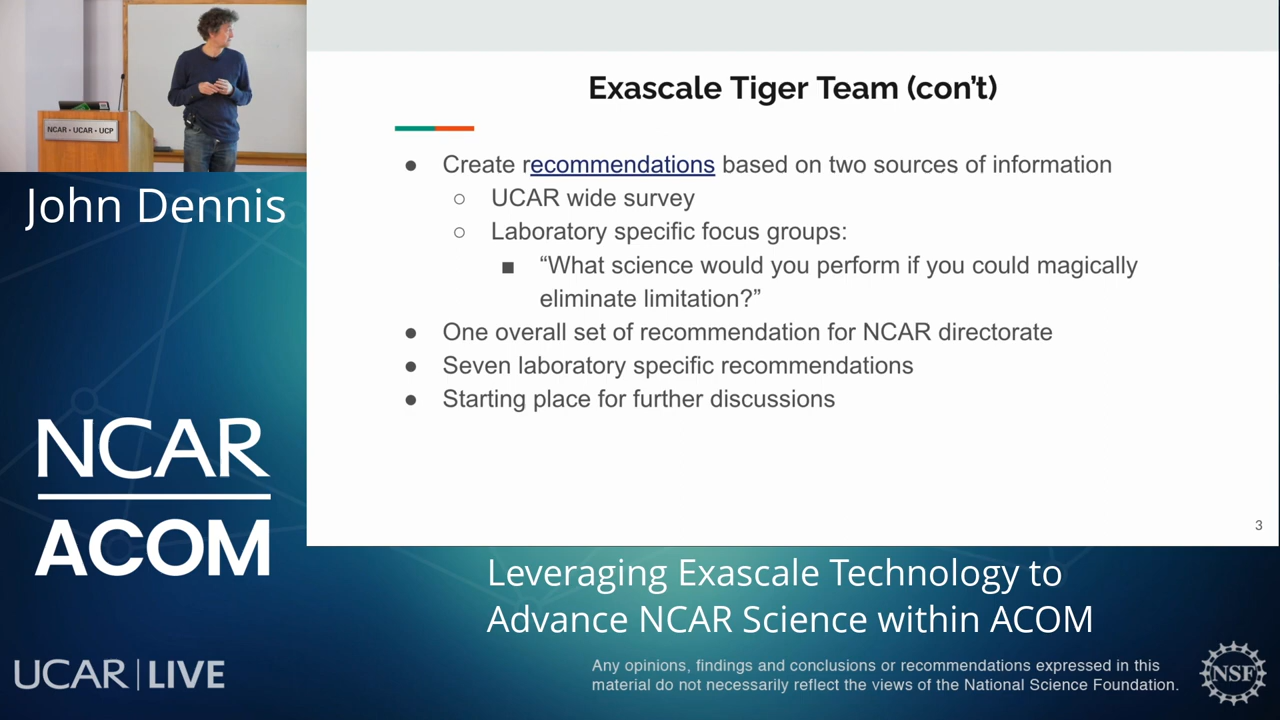 NCAR • UCAR • UCP
John Dennis
NCAR
ACOM
UCAR | LIVE
Exascale Tiger Team (con’t)
● Create recommendations based on two sources of information
○ UCAR wide survey
○ Laboratory specific focus groups:
■ “What science would you perform if you could magically
eliminate limitation?”
● One overall set of recommendation for NCAR directorate
● Seven laboratory specific recommendations
● Starting place for further discussions
3
Leveraging Exascale Technology to
Advance NCAR Science within ACOM
Any opinions, findings and conclusions or recommendations expressed in this
material do not necessarily reflect the views of the National Science Foundation.
NSF